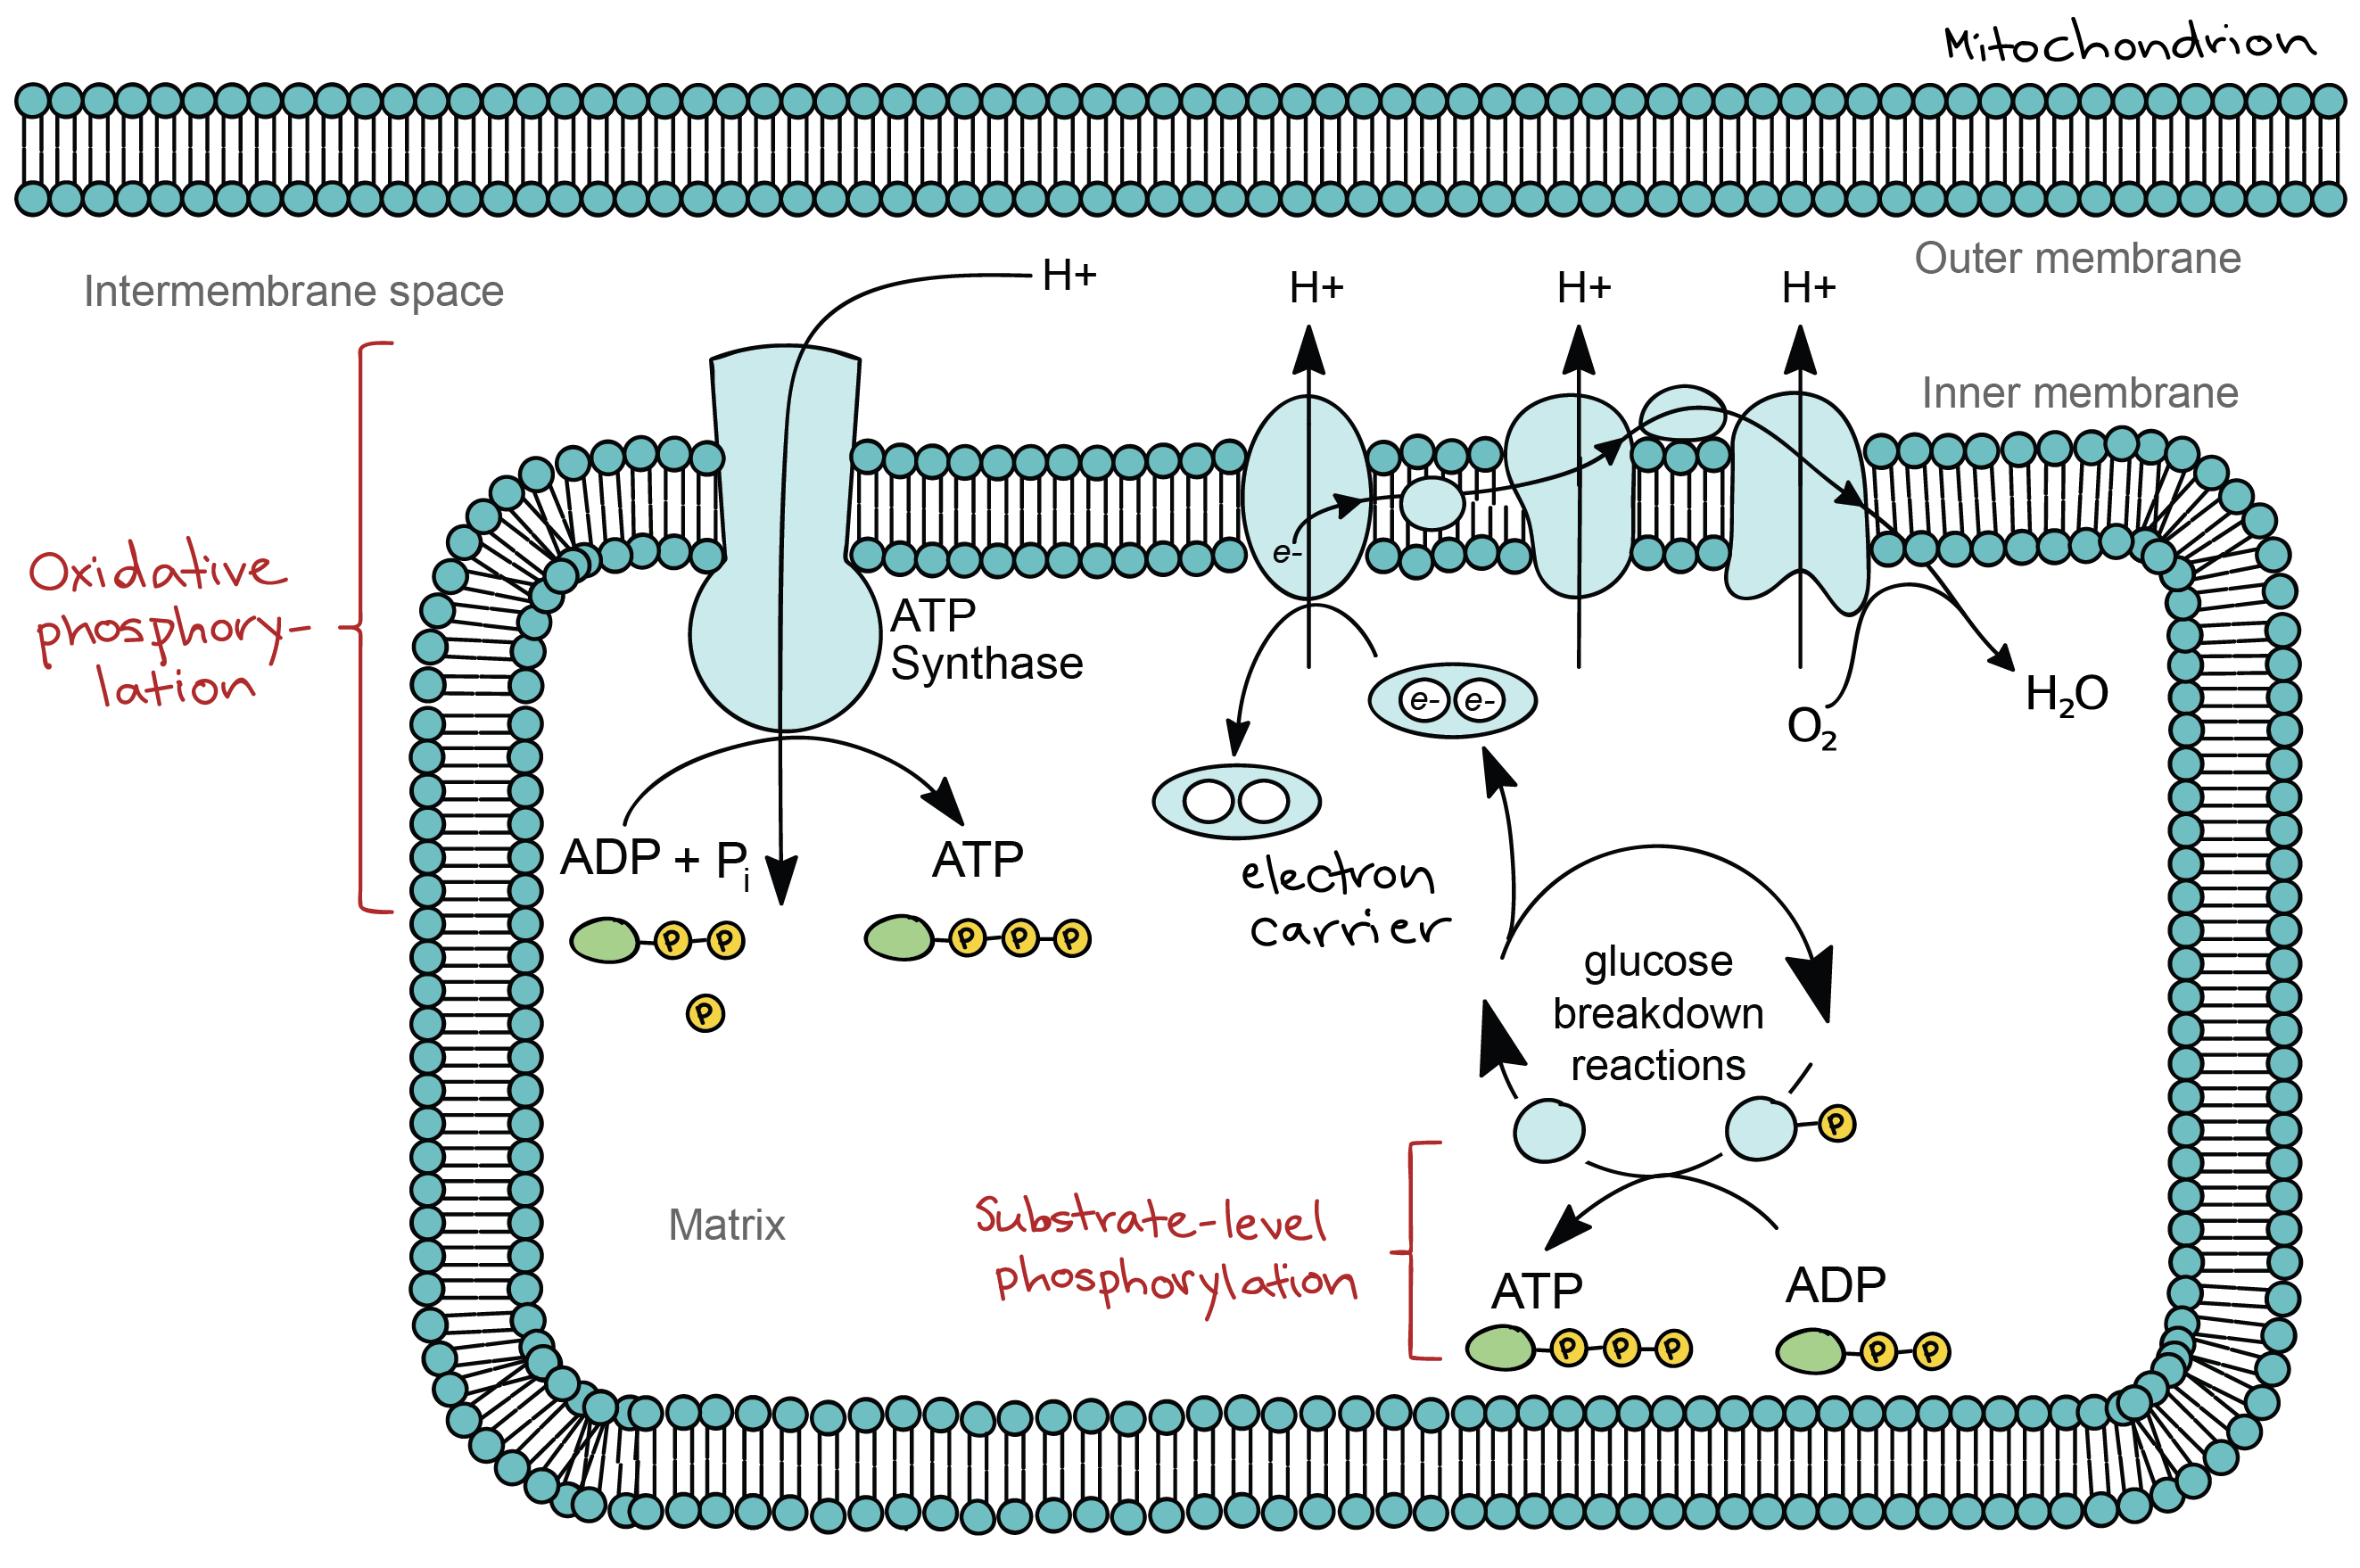 Mitochondrion
Outer membrane
Intermembrane space
H+
H+
H+
H+
Inner membrane
e-
Oxidative
phosphory-
lation
ATP
Synthase
e- e-
O2
H2O
ADP + Pi
ATP
electron
carrier
P P
P P P
P
glucose
breakdown
reactions
P
Matrix
Substrate-level
phosphorylation
ATP
ADP
P P P
P P